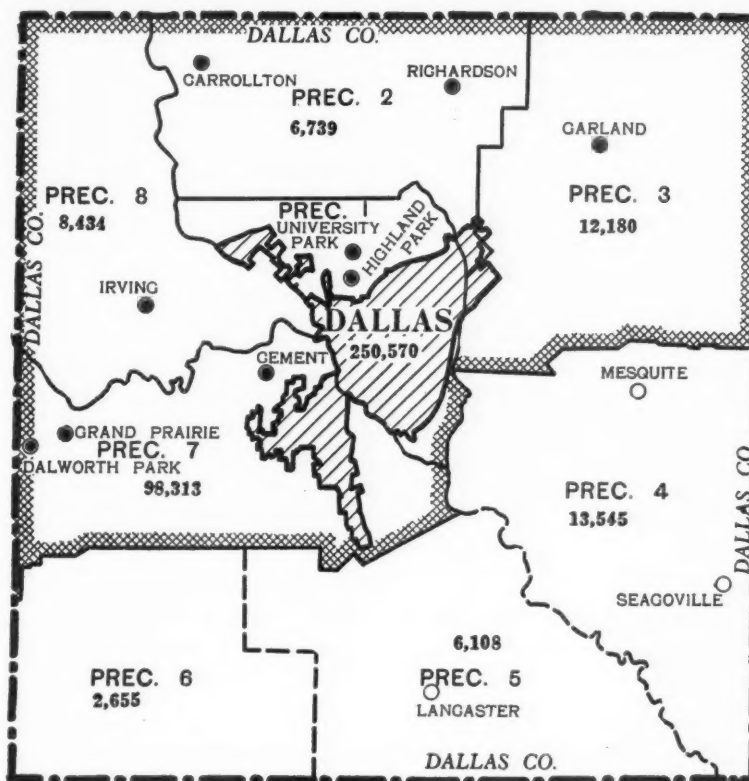 DALLAS CO.
CARROLLTON
RICHARDSON
PREC. 2
6,739
GARLAND
PREC. 8
8,434
PREC. 1
UNIVERSITY
PARK
HIGHLAND
PARK
PREC. 3
12,180
DALLAS CO.
IRVING
DALLAS
250,570
CEMENT
MESQUITE
GRAND PRAIRIE
PREC. 7
DALWORTH PARK
98,313
PREC. 4
13,545
DALLAS CO.
SEAGOVILLE
6,108
PREC. 6
2,655
PREC. 5
LANCASTER
DALLAS CO.